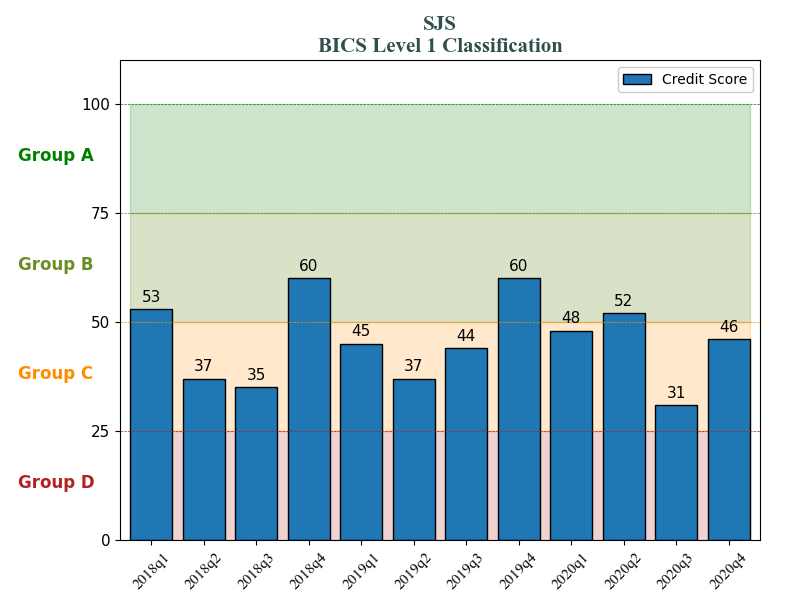 SJS
BICS Level 1 Classification
Credit Score
100
Group A
75
Group B
60
60
53
52
50
48
46
45
44
Group C
37
37
35
31
25
Group D
0
2018q1
2018q2
2018q3
2018q4
2019q1
2019q2
2019q3
2019q4
2020q1
2020q2
2020q3
2020q4